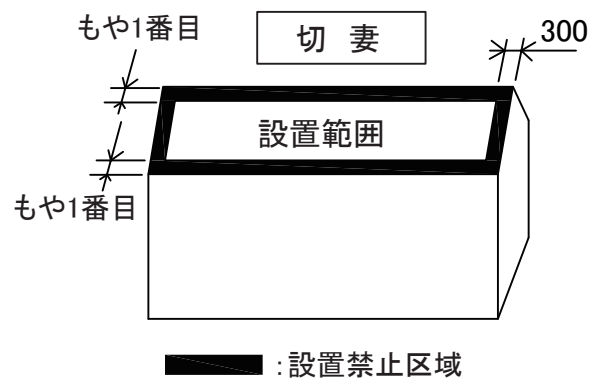 もや1番目
切 妻
300
設置範囲
もや1番目
:設置禁止区域